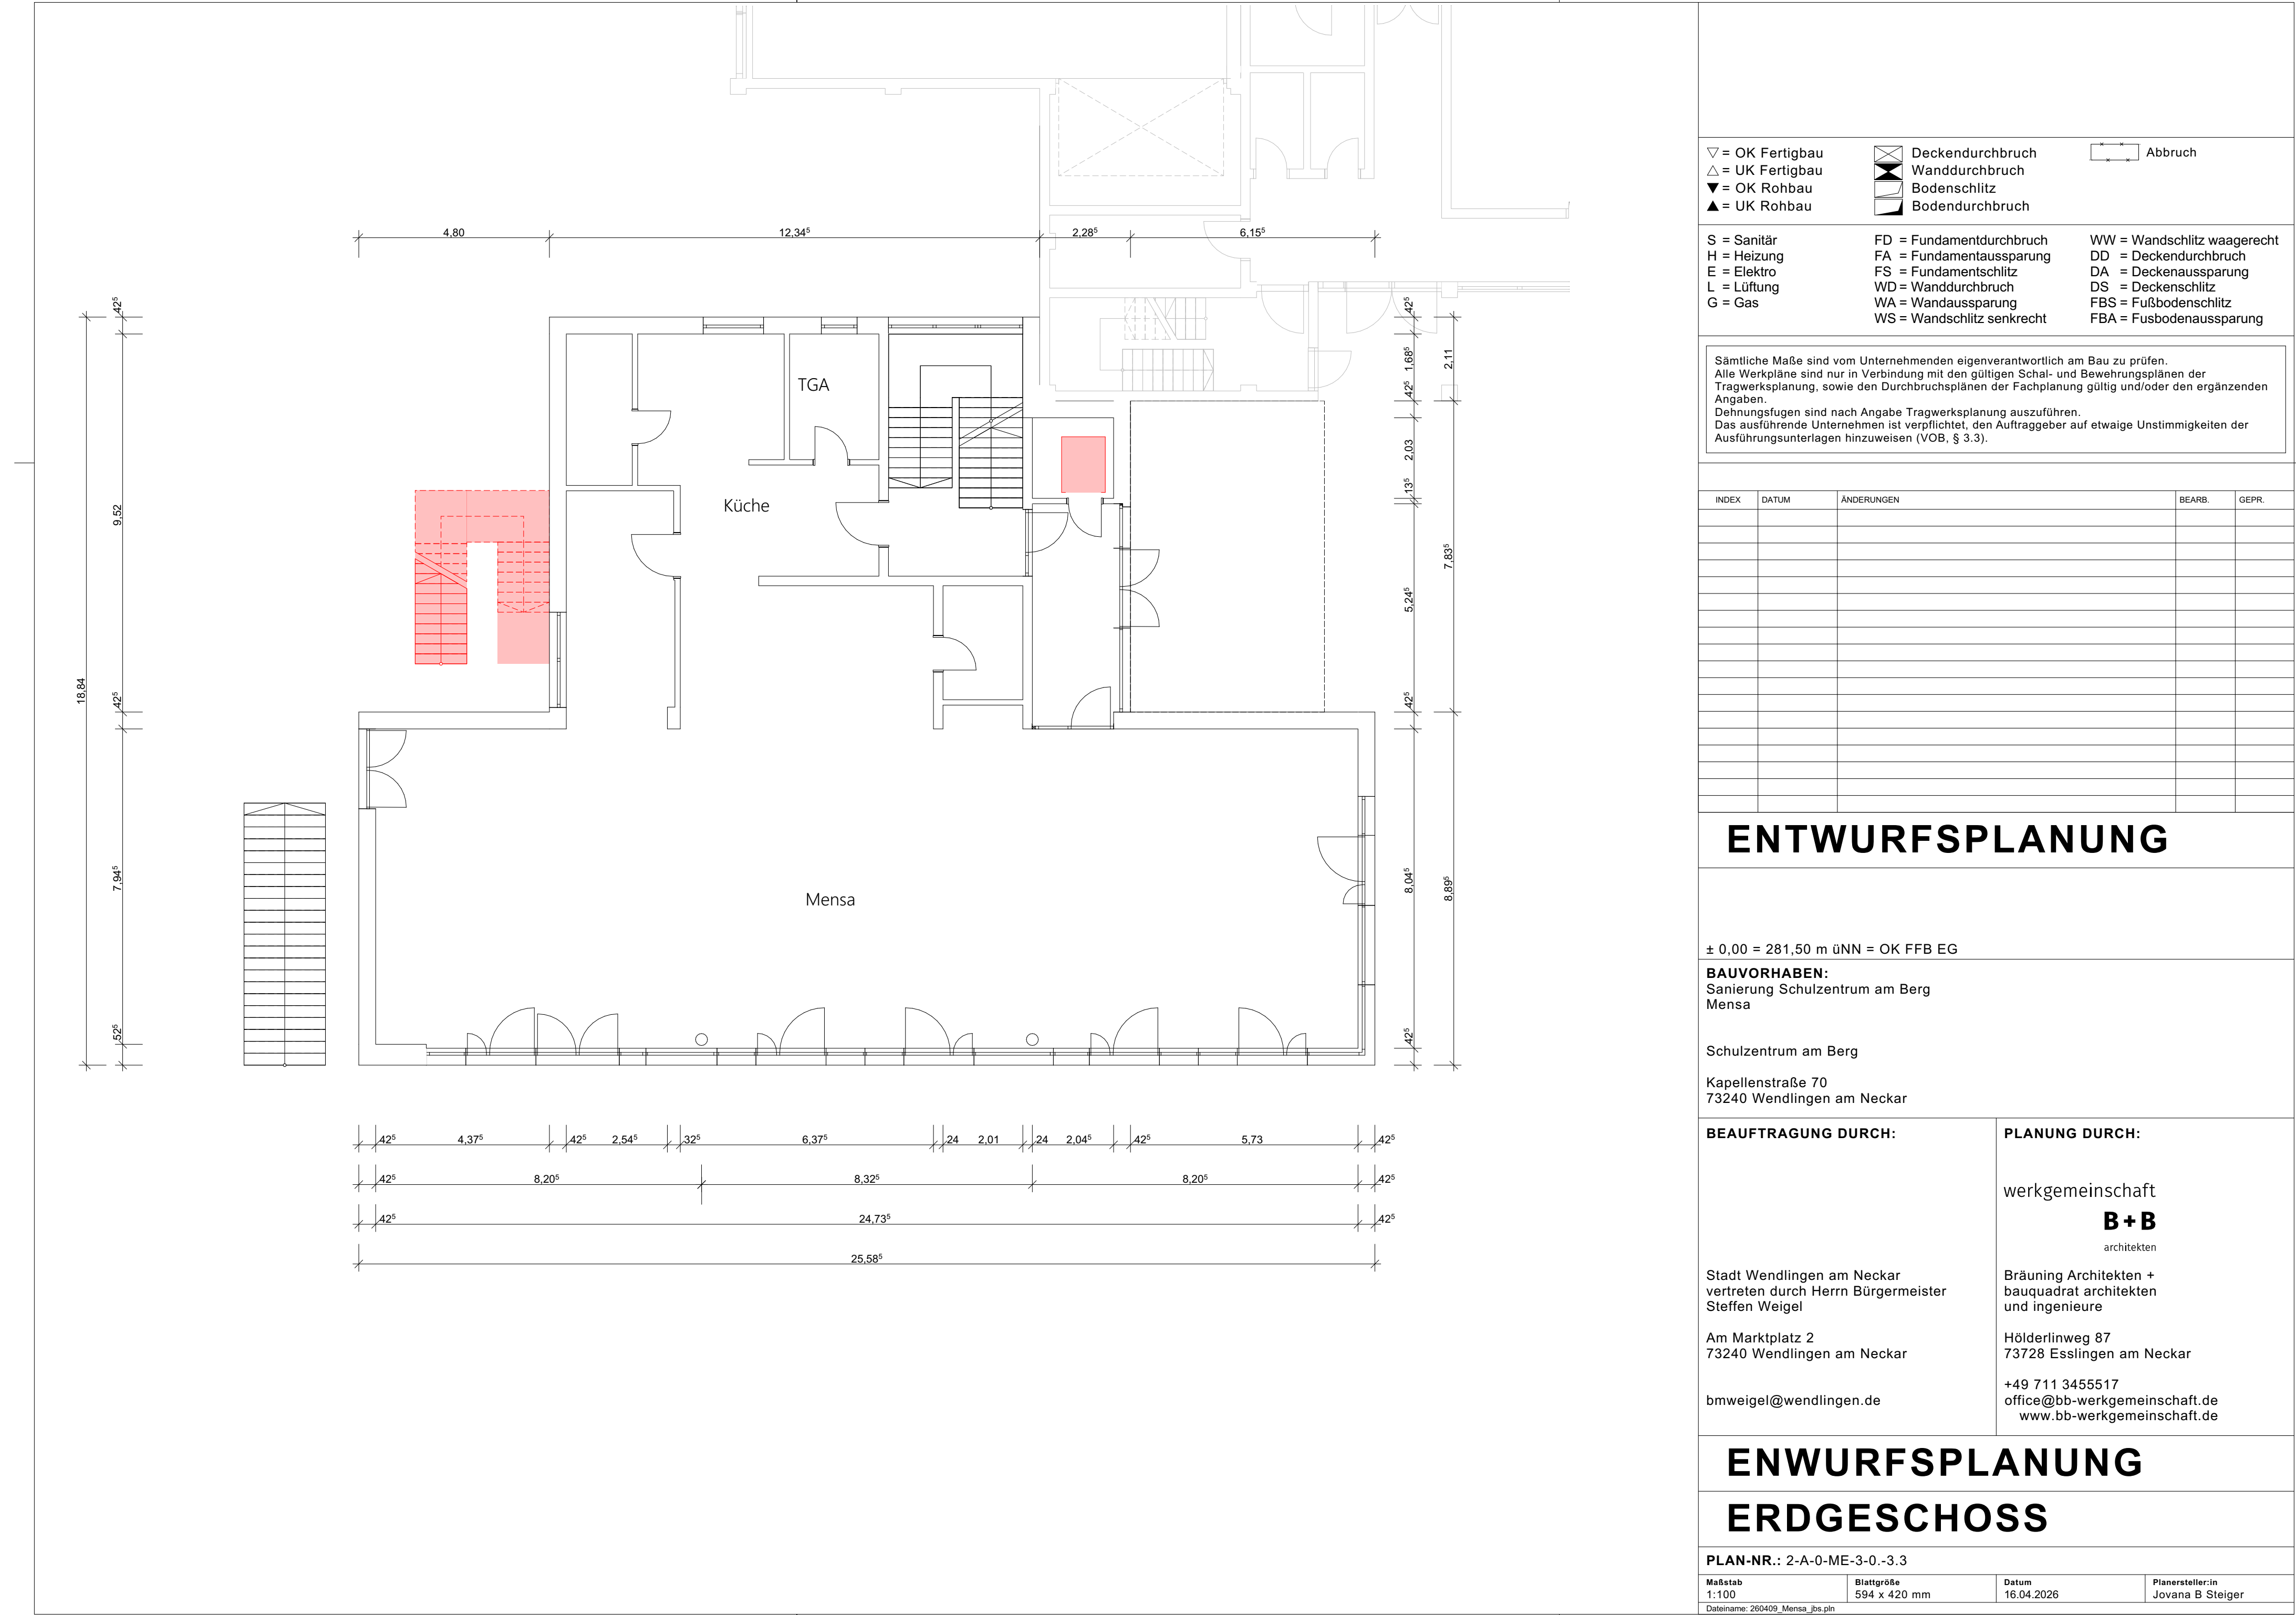 4,80
12,34⁵
2,28⁵
6,15⁵
42⁵
9,52
42⁵
7,94⁵
52⁵
18,84
42⁵
1,68⁵
42⁵
2,03
13⁵
5,24⁵
42⁵
8,04⁵
42⁵
2,11
7,83⁵
8,89⁵
TGA
Küche
Mensa
42⁵
4,37⁵
42⁵
2,54⁵
32⁵
6,37⁵
24
2,01
24
2,04⁵
42⁵
5,73
42⁵
42⁵
8,20⁵
8,32⁵
8,20⁵
42⁵
42⁵
24,73⁵
42⁵
25,58⁵
▽ = OK Fertigbau
△ = UK Fertigbau
▼ = OK Rohbau
▲ = UK Rohbau
Deckendurchbruch
Wanddurchbruch
Bodenschlitz
Bodendurchbruch
Abbruch
S = Sanitär
H = Heizung
E = Elektro
L = Lüftung
G = Gas
FD = Fundamentdurchbruch
FA = Fundamentaussparung
FS = Fundamentschlitz
WD = Wanddurchbruch
WA = Wandaussparung
WS = Wandschlitz senkrecht
WW = Wandschlitz waagerecht
DD = Deckendurchbruch
DA = Deckenaussparung
DS = Deckenschlitz
FBS = Fußbodenschlitz
FBA = Fusbodenaussparung
Sämtliche Maße sind vom Unternehmenden eigenverantwortlich am Bau zu prüfen.
Alle Werkpläne sind nur in Verbindung mit den gültigen Schal- und Bewehrungsplänen der
Tragwerksplanung, sowie den Durchbruchsplänen der Fachplanung gültig und/oder den ergänzenden
Angaben.
Dehnungsfugen sind nach Angabe Tragwerksplanung auszuführen.
Das ausführende Unternehmen ist verpflichtet, den Auftraggeber auf etwaige Unstimmigkeiten der
Ausführungsunterlagen hinzuweisen (VOB, § 3.3).
INDEX DATUM ÄNDERUNGEN BEARB. GEPR.
ENTWURFSPLANUNG
± 0,00 = 281,50 m üNN = OK FFB EG
BAUVORHABEN:
Sanierung Schulzentrum am Berg
Mensa
Schulzentrum am Berg
Kapellenstraße 70
73240 Wendlingen am Neckar
BEAUFTRAGUNG DURCH:
Stadt Wendlingen am Neckar
vertreten durch Herrn Bürgermeister
Steffen Weigel
Am Marktplatz 2
73240 Wendlingen am Neckar
bmweigel@wendlingen.de
PLANUNG DURCH:
werkgemeinschaft
B+B
architekten
Bräuning Architekten +
bauquadrat architekten
und ingenieure
Hölderlinweg 87
73728 Esslingen am Neckar
+49 711 3455517
office@bb-werkgemeinschaft.de
www.bb-werkgemeinschaft.de
ENWURFSPLANUNG
ERDGESCHOSS
PLAN-NR.: 2-A-0-ME-3-0.-3.3
Maßstab
1:100
Blattgröße
594 x 420 mm
Datum
16.04.2026
Planersteller:in
Jovana B Steiger
Dateiname: 260409_Mensa_jbs.pln